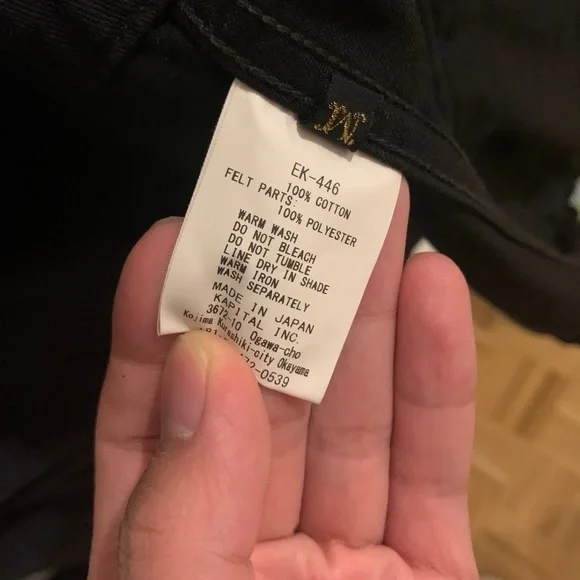 M
EK-446
100% COTTON
FELT PARTS:
100% POLYESTER
WARM WASH
DO NOT BLEACH
DO NOT TUMBLE
LINE DRY IN SHADE
WARM IRON
WASH SEPARATELY
MADE IN JAPAN
KAPITAL INC.
3672-10 Ogawa-cho
Kojima Kurashiki-city Okayama
-0539